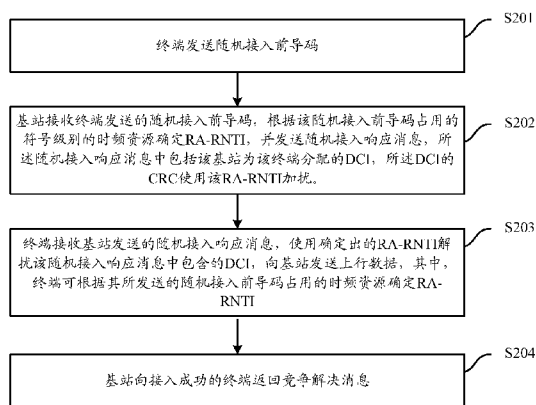 S201
终端发送随机接入前导码
S202
基站接收终端发送的随机接入前导码，根据该随机接入前导码占用的
符号级别的时频资源确定RA-RNTI，并发送随机接入响应消息，所
述随机接入响应消息中包括该基站为该终端分配的DCI，所述DCI的
CRC使用该RA-RNTI加扰。
S203
终端接收基站发送的随机接入响应消息，使用确定出的RA-RNTI解
扰该随机接入响应消息中包含的DCI，向基站发送上行数据，其中，
终端可根据其所发送的随机接入前导码占用的时频资源确定RA-
RNTI
S204
基站向接入成功的终端返回竞争解决消息